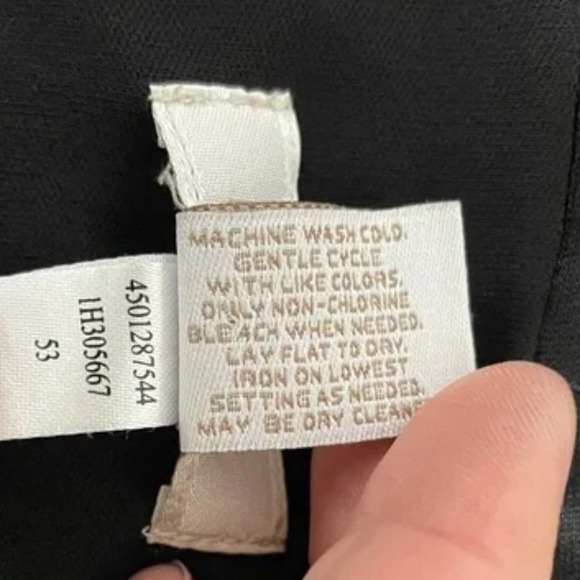 MACHINE WASH COLD.
GENTLE CYCLE
WITH LIKE COLORS.
ONLY NON-CHLORINE
BLEACH WHEN NEEDED.
LAY FLAT TO DRY.
IRON ON LOWEST
SETTING AS NEEDED.
MAY BE DRY CLEANE
4501287544
1H305667
53